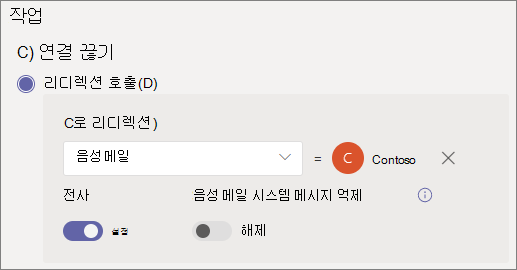 작업
C) 연결 끊기
리디렉션 호출(D)
C로 리디렉션)
음성 메일 = C Contoso
전사 음성 메일 시스템 메시지 억제
설정 해제